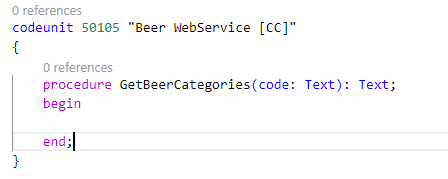 0 references
codeunit 50105 "Beer WebService [CC]"
{
0 references
procedure GetBeerCategories(code: Text): Text;
begin
end;
}